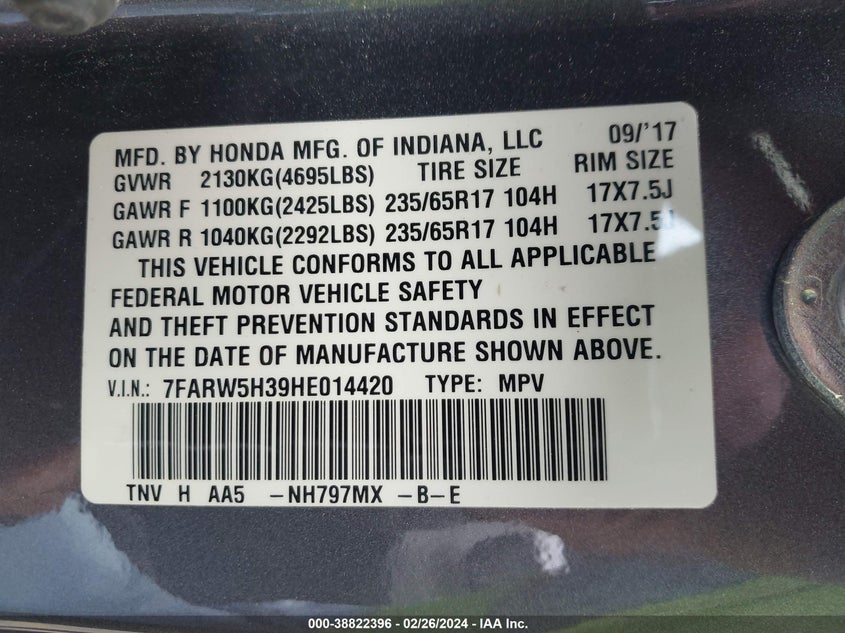 MFD. BY HONDA MFG. OF INDIANA, LLC 09/'17
GVWR 2130KG(4695LBS) TIRE SIZE RIM SIZE
GAWR F 1100KG(2425LBS) 235/65R17 104H 17X7.5J
GAWR R 1040KG(2292LBS) 235/65R17 104H 17X7.5J
THIS VEHICLE CONFORMS TO ALL APPLICABLE
FEDERAL MOTOR VEHICLE SAFETY
AND THEFT PREVENTION STANDARDS IN EFFECT
ON THE DATE OF MANUFACTURE SHOWN ABOVE.
V.I.N.: 7FARW5H39HE014420 TYPE: MPV
TNV H AA5 -NH797MX -B-E
000-38822396 - 02/26/2024 - IAA Inc.